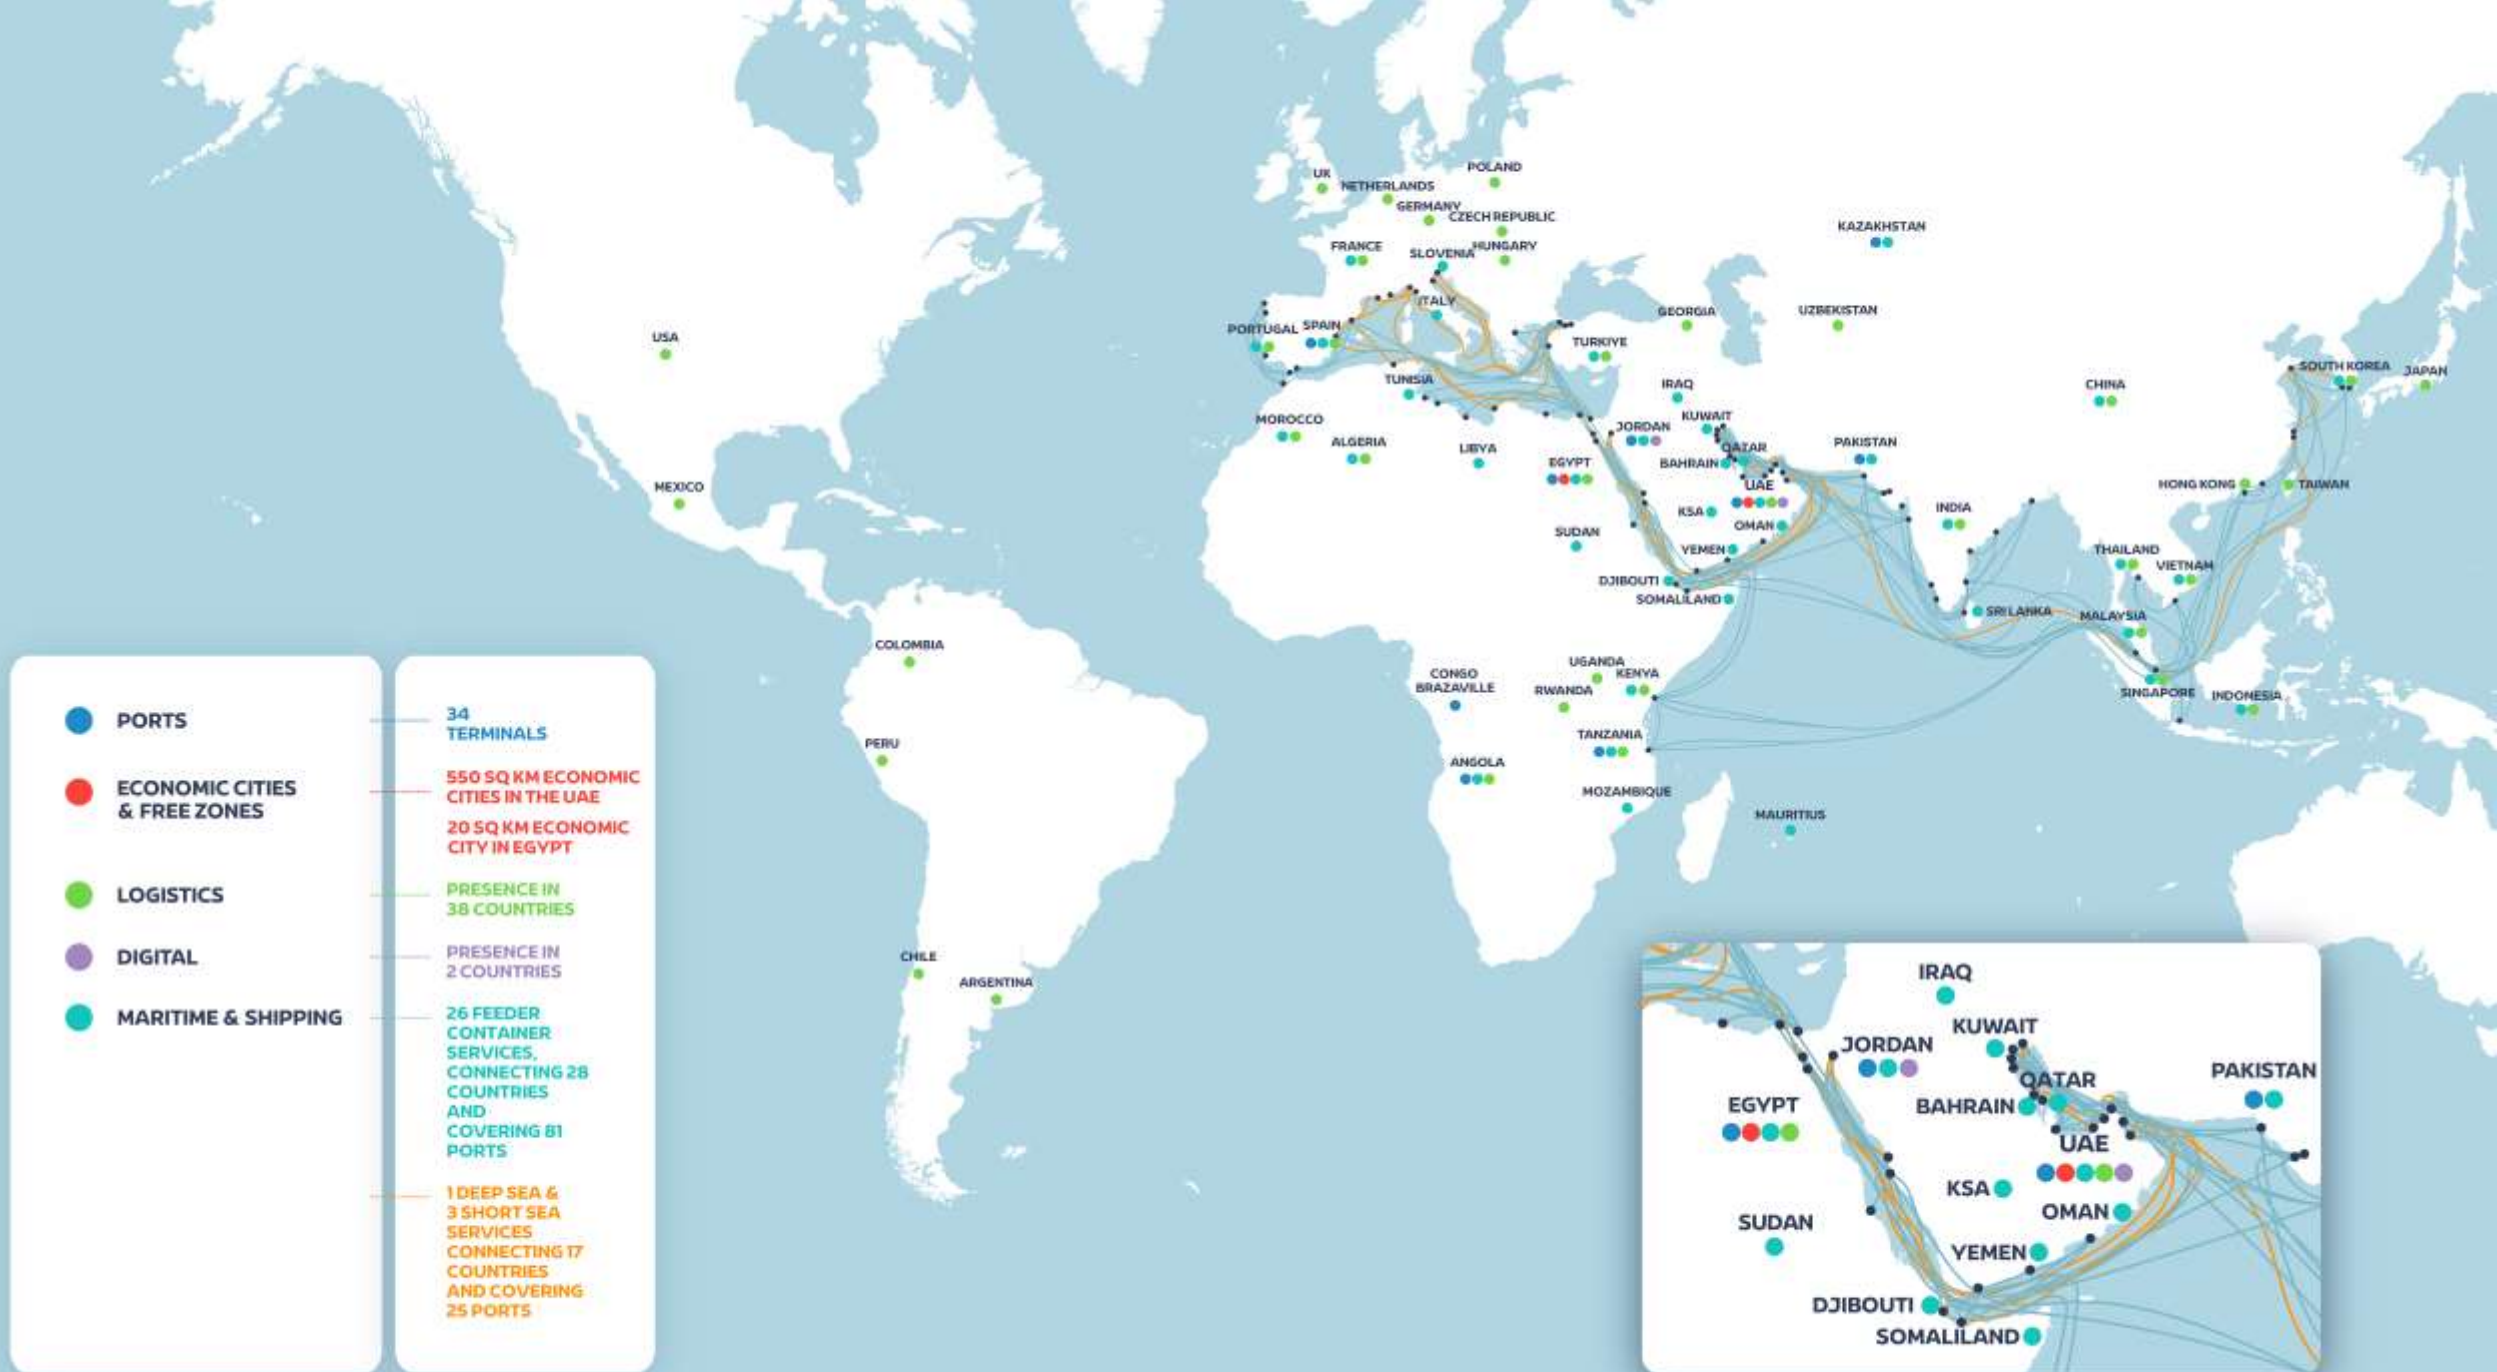 UK
POLAND
NETHERLANDS
GERMANY
CZECH REPUBLIC
KAZAKHSTAN
FRANCE
SLOVENIA
HUNGARY
ITALY
GEORGIA
UZBEKISTAN
PORTUGAL
SPAIN
USA
TURKIYE
SOUTH KOREA
JAPAN
TUNISIA
IRAQ
CHINA
MOROCCO
KUWAIT
JORDAN
ALGERIA
LIBYA
QATAR
PAKISTAN
EGYPT
BAHRAIN
MEXICO
UAE
HONG KONG
TAIWAN
KSA
INDIA
OMAN
SUDAN
YEMEN
THAILAND
VIETNAM
DJIBOUTI
SOMALILAND
SRI LANKA
MALAYSIA
COLOMBIA
UGANDA
CONGO
BRAZAVILLE
KENYA
RWANDA
SINGAPORE
INDONESIA
PERU
TANZANIA
ANGOLA
MOZAMBIQUE
MAURITIUS
CHILE
ARGENTINA
PORTS
34
TERMINALS
ECONOMIC CITIES
& FREE ZONES
550 SQ KM ECONOMIC
CITIES IN THE UAE
20 SQ KM ECONOMIC
CITY IN EGYPT
LOGISTICS
PRESENCE IN
38 COUNTRIES
DIGITAL
PRESENCE IN
2 COUNTRIES
MARITIME & SHIPPING
26 FEEDER
CONTAINER
SERVICES,
CONNECTING 28
COUNTRIES
AND
COVERING 81
PORTS
1 DEEP SEA &
3 SHORT SEA
SERVICES
CONNECTING 17
COUNTRIES
AND COVERING
25 PORTS
IRAQ
KUWAIT
JORDAN
QATAR
PAKISTAN
EGYPT
BAHRAIN
UAE
KSA
OMAN
SUDAN
YEMEN
DJIBOUTI
SOMALILAND